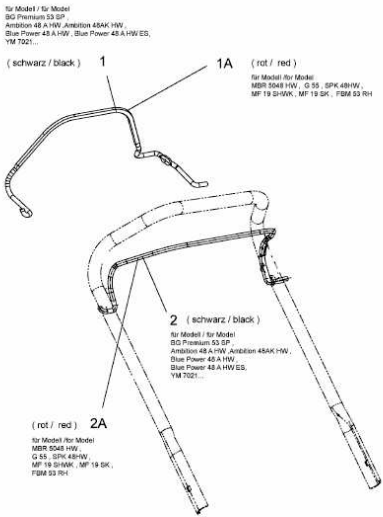 für Modell / für Model
BG Premium 53 SP ,
Ambition 48 A HW ,Ambition 48AK HW ,
Blue Power 48 A HW , Blue Power 48 A HW ES,
YM 7021...
( schwarz / black ) 1
1A ( rot / red )
für Modell /for Model
MBR 5048 HW , G 55 , SPK 48HW ,
MF 19 SHWK , MF 19 SK , FBM 53 RH
2 ( schwarz / black )
für Modell / für Model
BG Premium 53 SP ,
Ambition 48 A HW ,Ambition 48AK HW ,
Blue Power 48 A HW ,
Blue Power 48 A HW ES,
YM 7021...
( rot / red ) 2A
für Modell /for Model
MBR 5048 HW ,
G 55 , SPK 48HW ,
MF 19 SHWK , MF 19 SK ,
FBM 53 RH